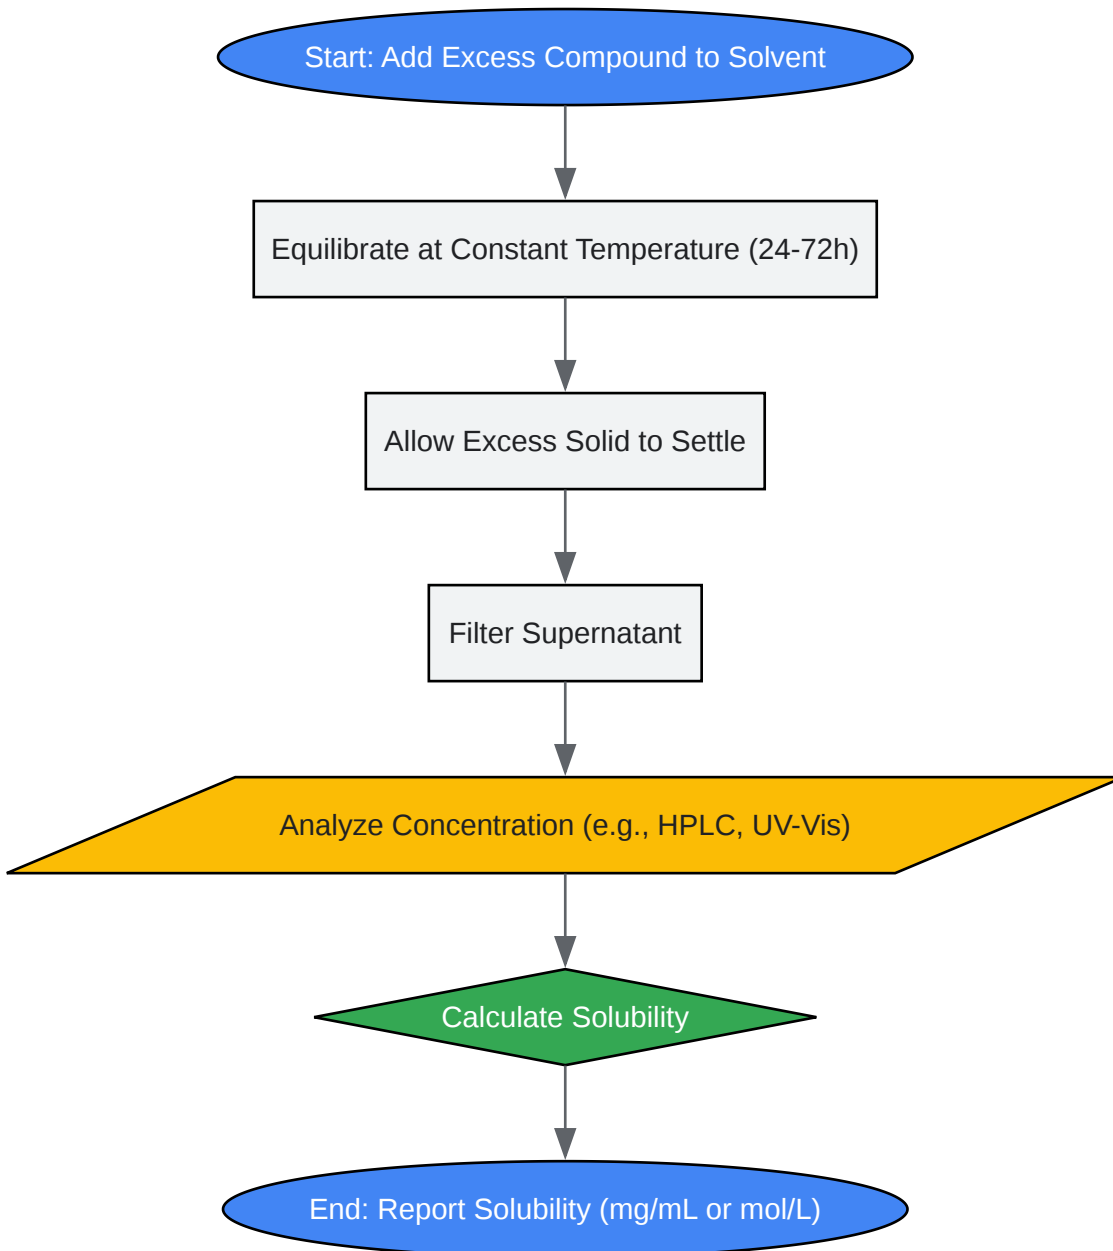 Start: Add Excess Compound to Solvent
Equilibrate at Constant Temperature (24-72h)
Allow Excess Solid to Settle
Filter Supernatant
Analyze Concentration (e.g., HPLC, UV-Vis)
Calculate Solubility
End: Report Solubility (mg/mL or mol/L)